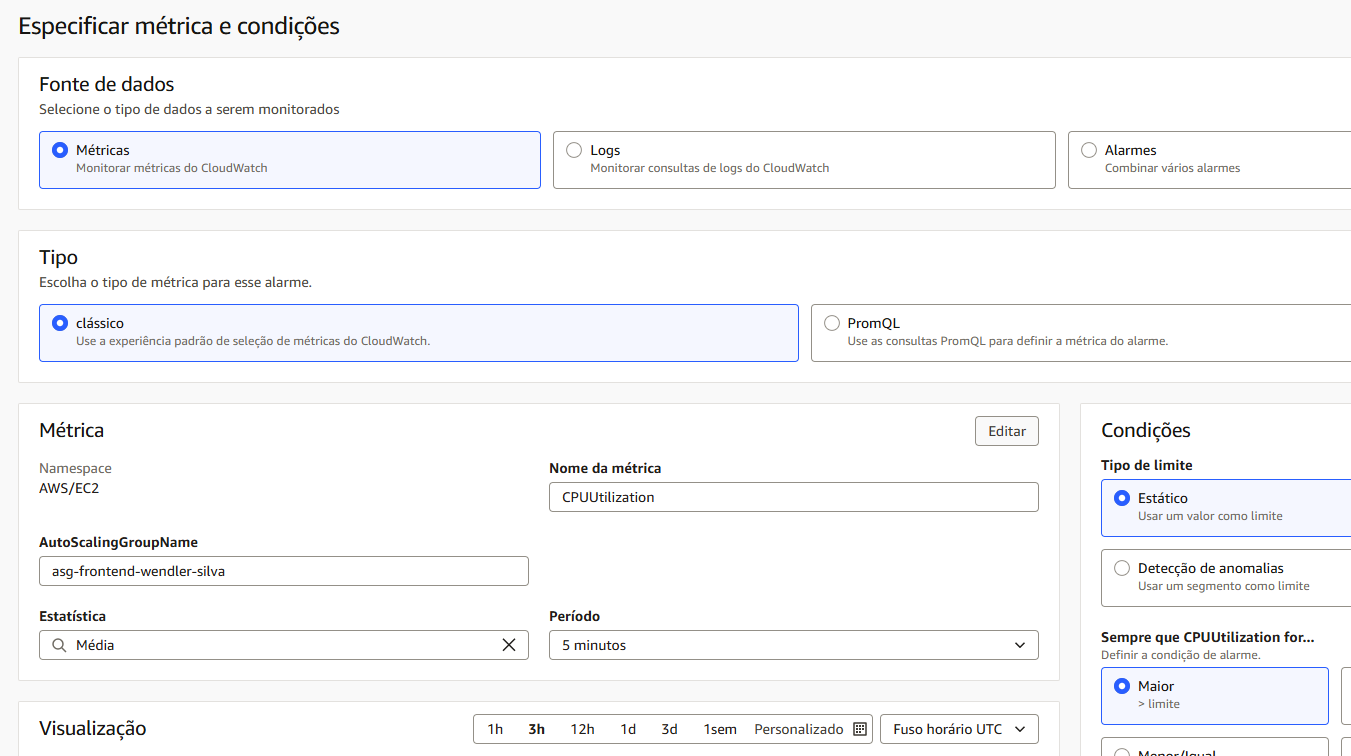 Especificar métrica e condições
Fonte de dados
Selecione o tipo de dados a serem monitorados
Métricas
Monitorar métricas do CloudWatch
Logs
Monitorar consultas de logs do CloudWatch
Alarmes
Combinar vários alarmes
Tipo
Escolha o tipo de métrica para esse alarme.
clássico
Use a experiência padrão de seleção de métricas do CloudWatch.
PromQL
Use as consultas PromQL para definir a métrica do alarme.
Métrica
Editar
Namespace
AWS/EC2
Nome da métrica
CPUUtilization
AutoScalingGroupName
asg-frontend-wendler-silva
Estatística
Média
Período
5 minutos
Condições
Tipo de limite
Estático
Usar um valor como limite
Detecção de anomalias
Usar um segmento como limite
Sempre que CPUUtilization for...
Definir a condição de alarme.
Maior
> limite
Menor/Igual
Visualização
1h 3h 12h 1d 3d 1sem Personalizado
Fuso horário UTC